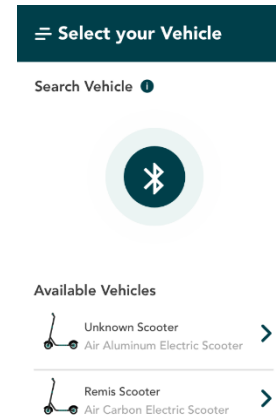 Select your Vehicle
Search Vehicle i
Available Vehicles
Unknown Scooter
Air Aluminum Electric Scooter
Remis Scooter
Air Carbon Electric Scooter